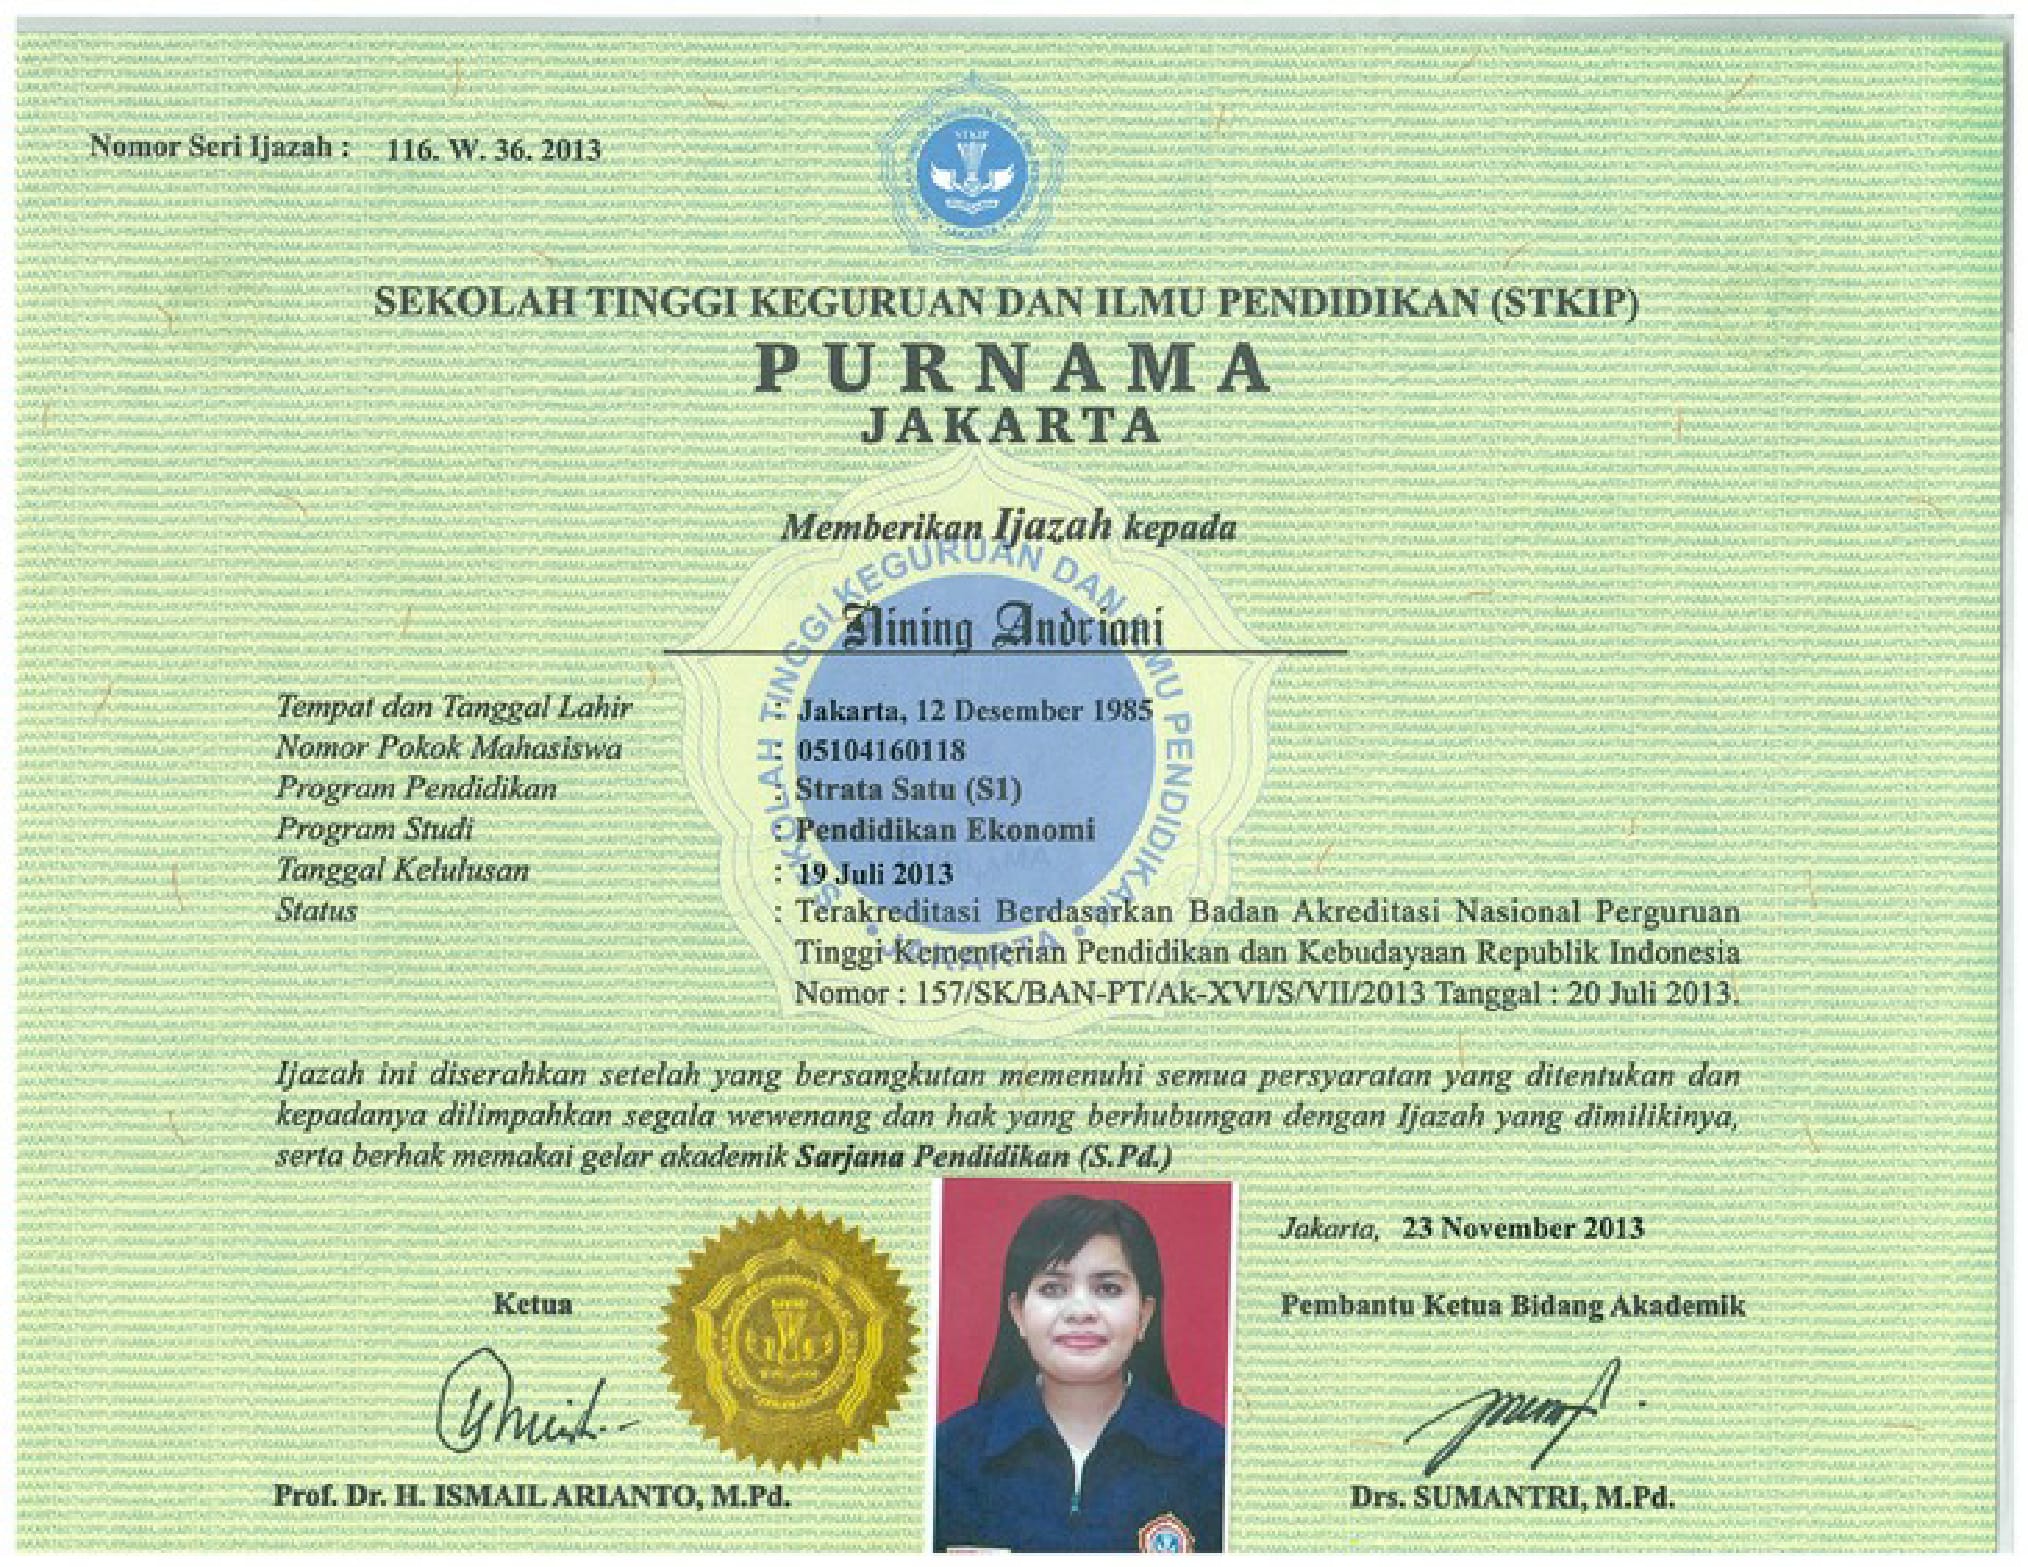 Nomor Seri Ijazah : 116. W. 36. 2013
STKIP
SEKOLAH TINGGI KEGURUAN DAN ILMU PENDIDIKAN (STKIP)
PURNAMA
JAKARTA
Memberikan Ijazah kepada
SEKOLAH TINGGI KEGURUAN DAN ILMU PENDIDIKAN
Nining Andriani
Tempat dan Tanggal Lahir : Jakarta, 12 Desember 1985
Nomor Pokok Mahasiswa : 05104160118
Program Pendidikan : Strata Satu (S1)
Program Studi : Pendidikan Ekonomi
Tanggal Kelulusan : 19 Juli 2013
Status : Terakreditasi Berdasarkan Badan Akreditasi Nasional Perguruan
Tinggi Kementerian Pendidikan dan Kebudayaan Republik Indonesia
• JAKARTA •
Nomor : 157/SK/BAN-PT/Ak-XVI/S/VII/2013 Tanggal : 20 Juli 2013.
Ijazah ini diserahkan setelah yang bersangkutan memenuhi semua persyaratan yang ditentukan dan
kepadanya dilimpahkan segala wewenang dan hak yang berhubungan dengan Ijazah yang dimilikinya,
serta berhak memakai gelar akademik Sarjana Pendidikan (S.Pd.)
Jakarta, 23 November 2013
Ketua
Pembantu Ketua Bidang Akademik
Prof. Dr. H. ISMAIL ARIANTO, M.Pd.
Drs. SUMANTRI, M.Pd.